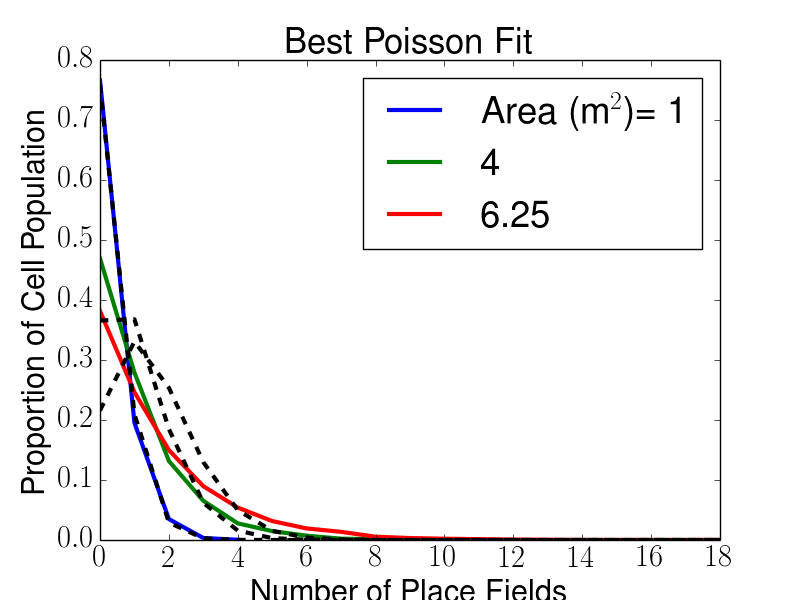 Best Poisson Fit
0.8
0.7
0.6
0.5
0.4
0.3
0.2
0.1
0.0
Proportion of Cell Population
Area (m²)= 1
4
6.25
0 2 4 6 8 10 12 14 16 18
Number of Place Fields